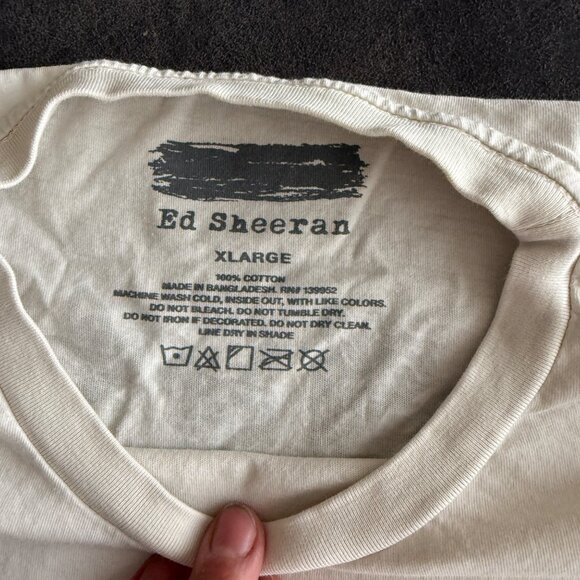 Ed Sheeran
XLARGE
100% COTTON
MADE IN BANGLADESH. RN# 139952
MACHINE WASH COLD, INSIDE OUT, WITH LIKE COLORS.
DO NOT BLEACH. DO NOT TUMBLE DRY.
DO NOT IRON IF DECORATED. DO NOT DRY CLEAN.
LINE DRY IN SHADE